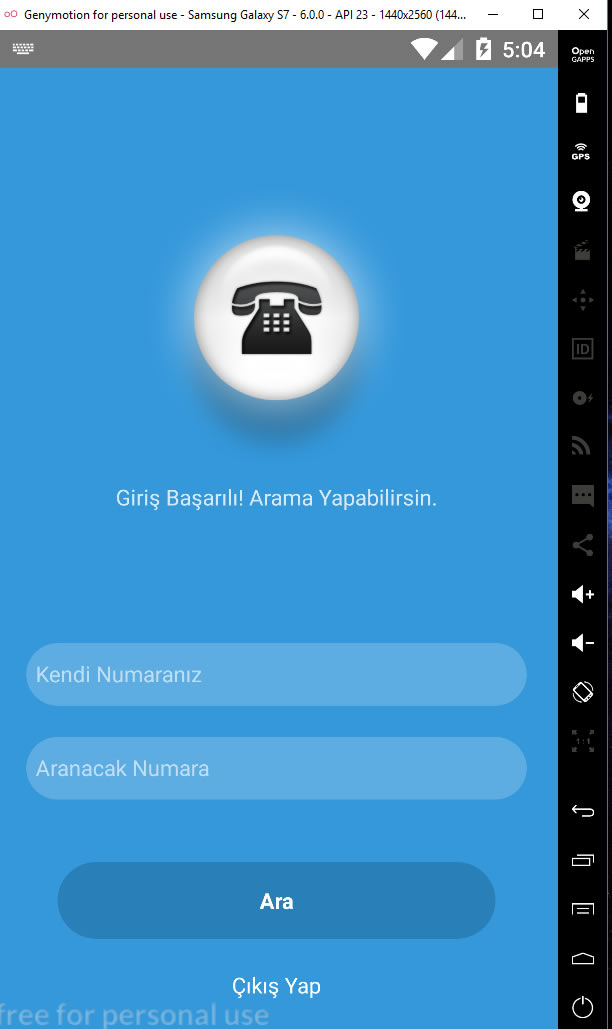 Genymotion for personal use - Samsung Galaxy S7 - 6.0.0 - API 23 - 1440x2560 (144...
5:04
Open
GAPPS
GPS
ID
Giriş Başarılı! Arama Yapabilirsin.
Kendi Numaranız
Aranacak Numara
1:1
Ara
Çıkış Yap
free for personal use